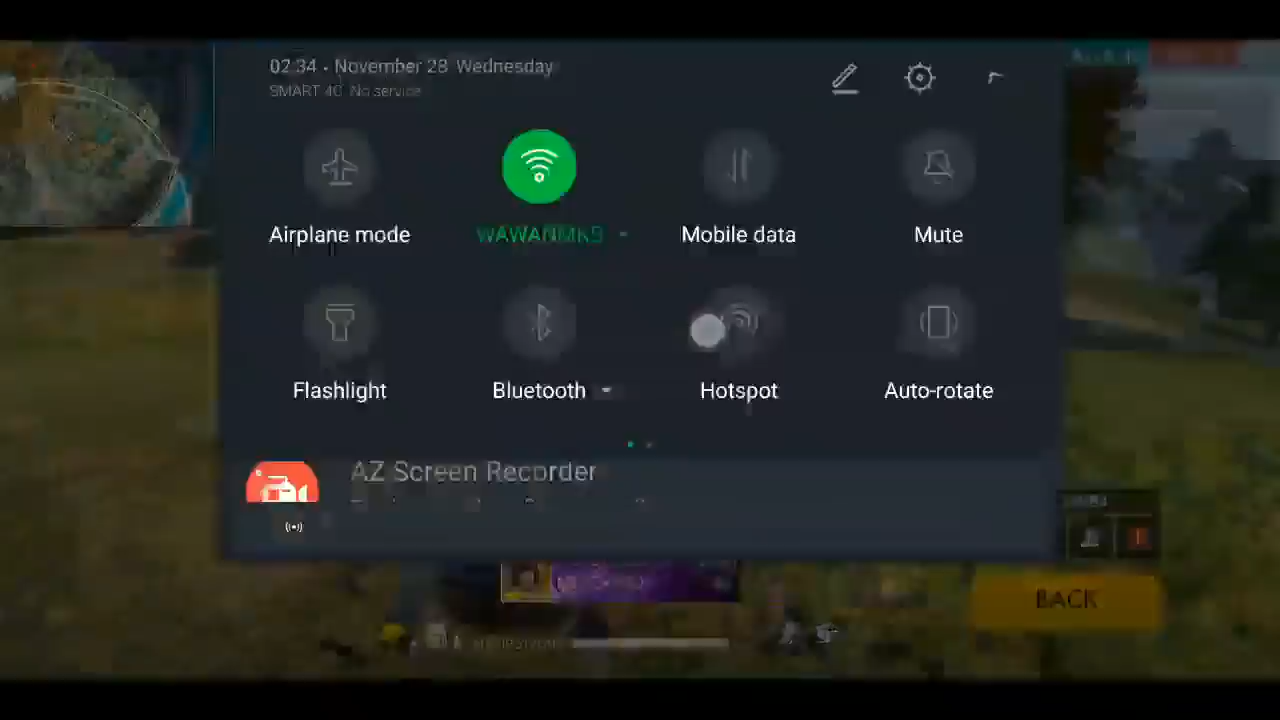 02:34 - November 28 Wednesday
SMART 4G No service
Airplane mode
WAWANMK5
Mobile data
Mute
Flashlight
Bluetooth
Hotspot
Auto-rotate
AZ Screen Recorder
BACK